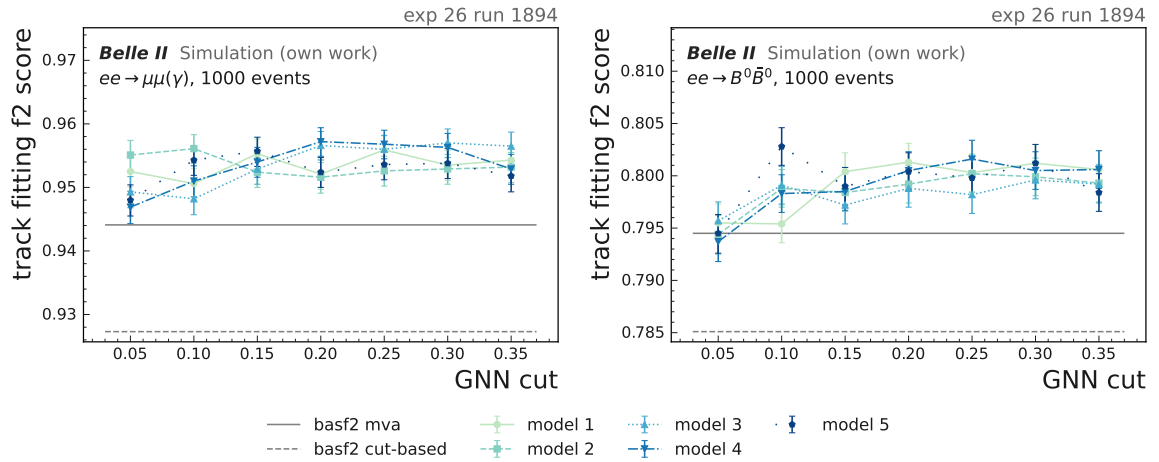 exp 26 run 1894
Belle II Simulation (own work)
ee → μμ(γ), 1000 events
track fitting f2 score
0.97
0.96
0.95
0.94
0.93
0.05 0.10 0.15 0.20 0.25 0.30 0.35
GNN cut
exp 26 run 1894
Belle II Simulation (own work)
ee → B⁰B̄⁰, 1000 events
track fitting f2 score
0.810
0.805
0.800
0.795
0.790
0.785
0.05 0.10 0.15 0.20 0.25 0.30 0.35
GNN cut
basf2 mva
basf2 cut-based
model 1
model 2
model 3
model 4
model 5